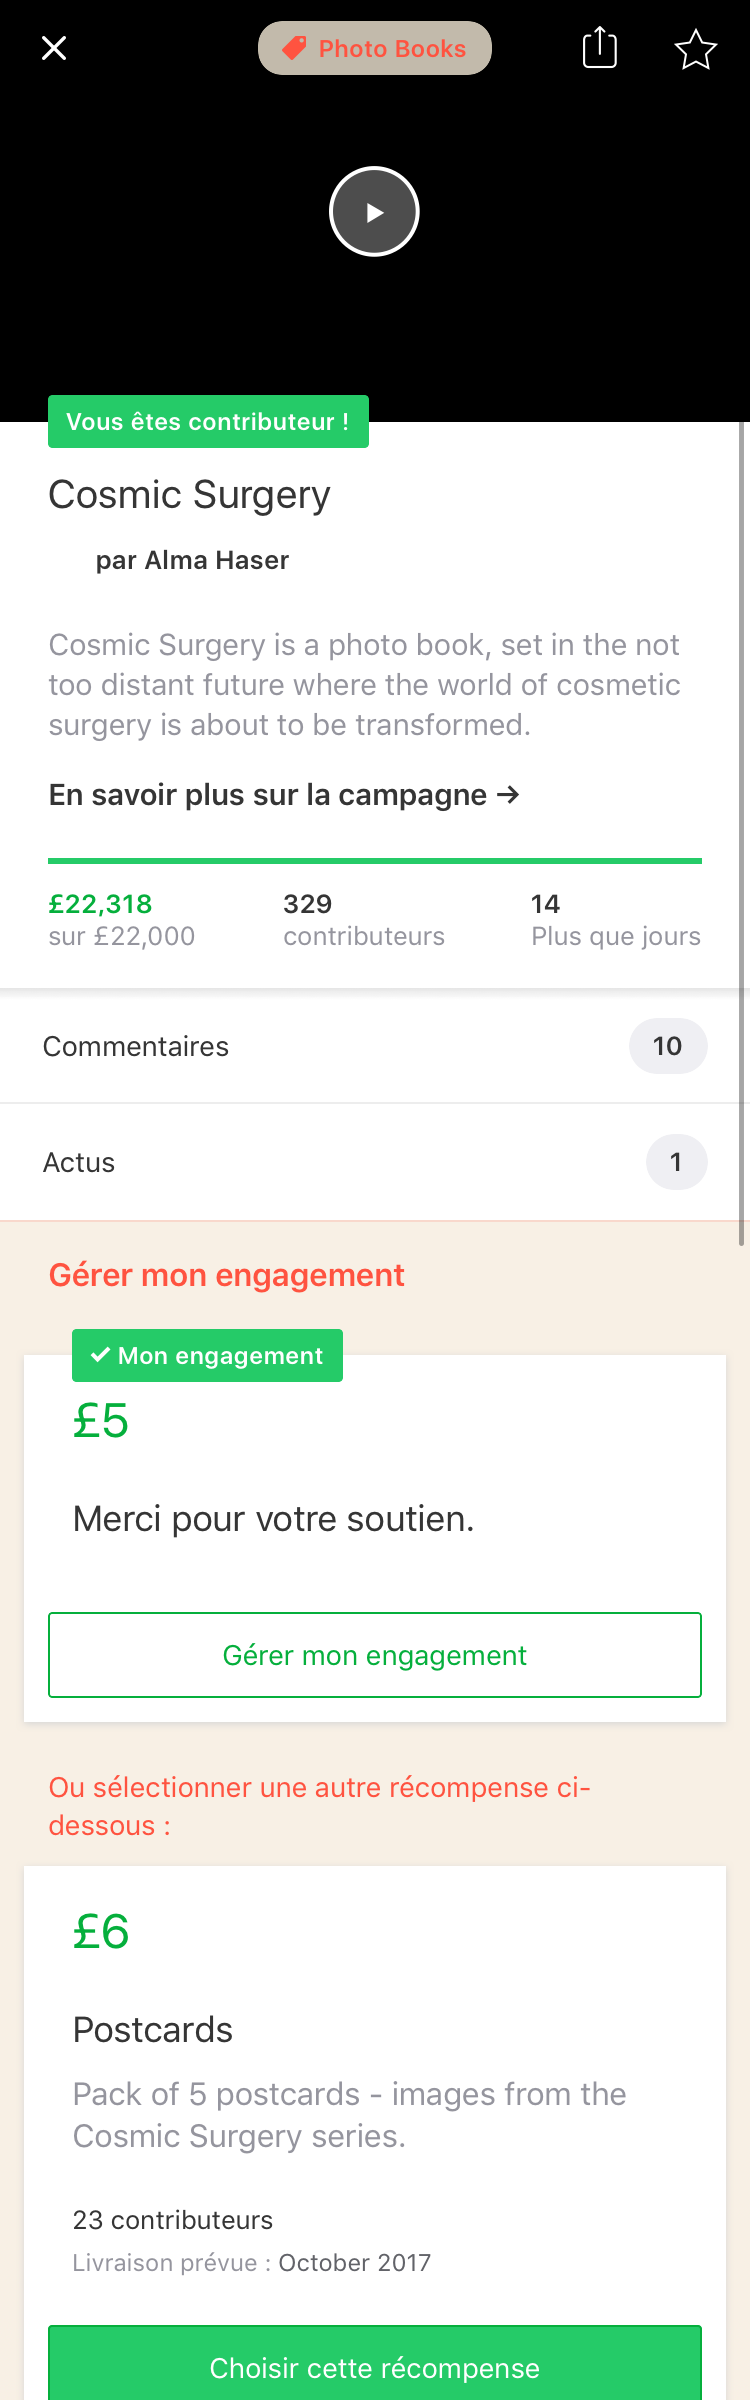 Photo Books
Vous êtes contributeur !
Cosmic Surgery
par Alma Haser
Cosmic Surgery is a photo book, set in the not
too distant future where the world of cosmetic
surgery is about to be transformed.
En savoir plus sur la campagne →
£22,318
sur £22,000
329
contributeurs
14
Plus que jours
Commentaires
10
Actus
1
Gérer mon engagement
Mon engagement
£5
Merci pour votre soutien.
Gérer mon engagement
Ou sélectionner une autre récompense ci-
dessous :
£6
Postcards
Pack of 5 postcards - images from the
Cosmic Surgery series.
23 contributeurs
Livraison prévue : October 2017
Choisir cette récompense